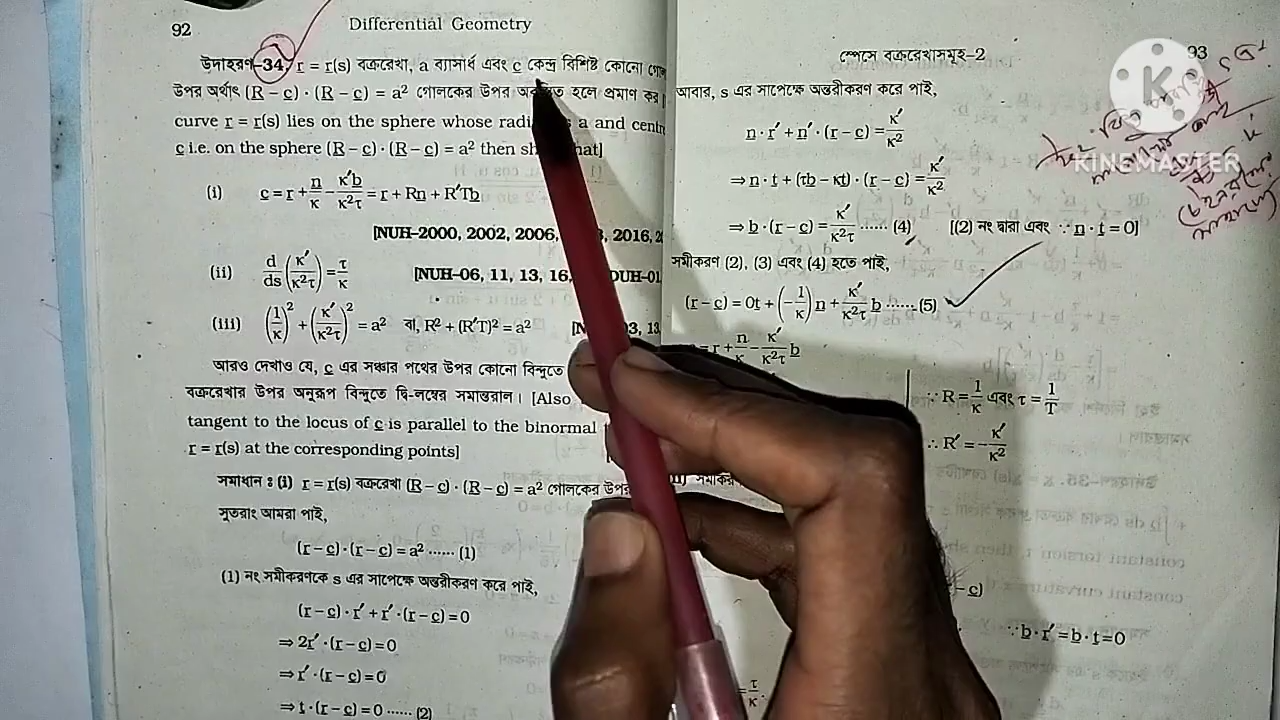 92
Differential Geometry
উদাহরণ-34. r = r(s) বক্ররেখা, a ব্যাসার্ধ এবং c কেন্দ্র বিশিষ্ট কোনো
উপর অর্থাৎ (R – c) · (R – c) = a² গোলকের উপর হলে প্রমাণ কর
curve r = r(s) lies on the sphere whose a and
c i.e. on the sphere (R – c) · (R – c) = a² then that]
(i) c = r + n/κ – κ′b/κ²τ = r + Rn + R′Tb
[NUH-2000, 2002, 2006, 2016,
(ii) d/ds (κ′/κ²τ) = τ/κ [NUH-06, 11, 13, 16, DUH-01
(iii) (1/κ)² + (κ′/κ²τ)² = a² বা, R² + (R′T)² = a² 13
আরও দেখাও যে, c এর সঞ্চার পথের উপর কোনো বিন্দুতে
বক্ররেখার উপর অনুরূপ বিন্দুতে দ্বি-লম্বের সমান্তরাল। [Also
tangent to the locus of c is parallel to the binormal
r = r(s) at the corresponding points]
সমাধান ঃ (i) r = r(s) বক্ররেখা (R – c) · (R – c) = a² গোলকের উপর
সুতরাং আমরা পাই,
(r – c) · (r – c) = a² ...... (1)
(1) নং সমীকরণকে s এর সাপেক্ষে অন্তরীকরণ করে পাই,
(r – c) · r′ + r′ · (r – c) = 0
⇒ 2r′ · (r – c) = 0
⇒ r′ · (r – c) = 0
⇒ t · (r – c) = 0 ...... (2)
স্পেসে বক্ররেখাসমূহ-2
93
আবার, s এর সাপেক্ষে অন্তরীকরণ করে পাই,
n · r′ + n′ · (r – c) = κ′/κ²
⇒ n · t + (τb – κt) · (r – c) = κ′/κ²
⇒ b · (r – c) = κ′/κ²τ ...... (4) [(2) নং দ্বারা এবং ∵ n · t = 0]
সমীকরণ (2), (3) এবং (4) হতে পাই,
(r – c) = 0t + (–1/κ) n + κ′/κ²τ b ...... (5)
= r + n/κ – κ′/κ²τ b
∵ R = 1/κ এবং τ = 1/T
∴ R′ = –κ′/κ²
∵ b · r′ = b · t = 0
τ/κ
K
KINEMASTER